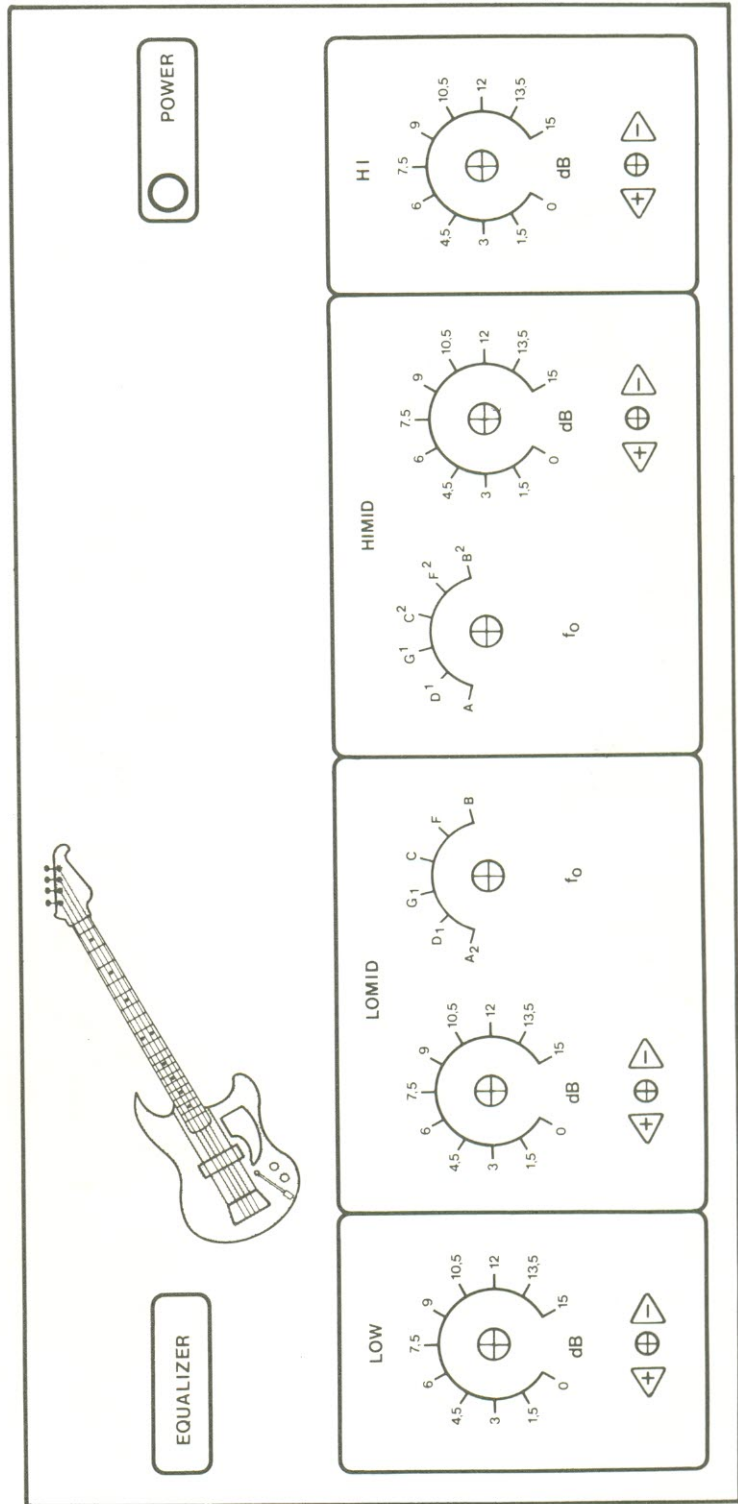 EQUALIZER
POWER
LOW
0
1,5
3
4,5
6
7,5
9
10,5
12
13,5
15
dB
+ −
LOMID
0
1,5
3
4,5
6
7,5
9
10,5
12
13,5
15
dB
+ −
A₂
D₁
G₁
C
F
B
fo
HIMID
A
D¹
G¹
C²
F²
B²
fo
0
1,5
3
4,5
6
7,5
9
10,5
12
13,5
15
dB
+ −
HI
0
1,5
3
4,5
6
7,5
9
10,5
12
13,5
15
dB
+ −